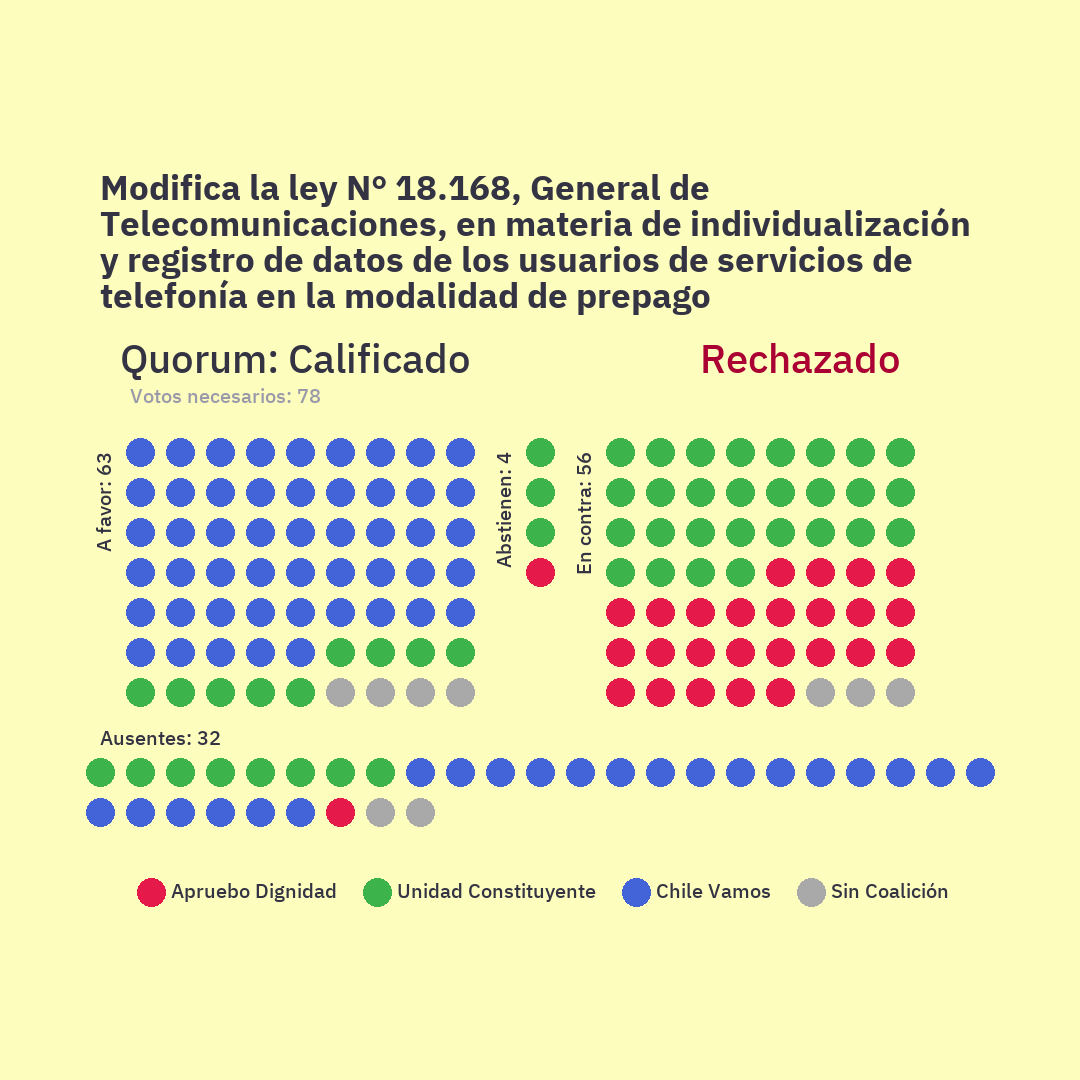 Modifica la ley N° 18.168, General de
Telecomunicaciones, en materia de individualización
y registro de datos de los usuarios de servicios de
telefonía en la modalidad de prepago
Quorum: Calificado
Rechazado
Votos necesarios: 78
A favor: 63
Abstienen: 4
En contra: 56
Ausentes: 32
Apruebo Dignidad
Unidad Constituyente
Chile Vamos
Sin Coalición